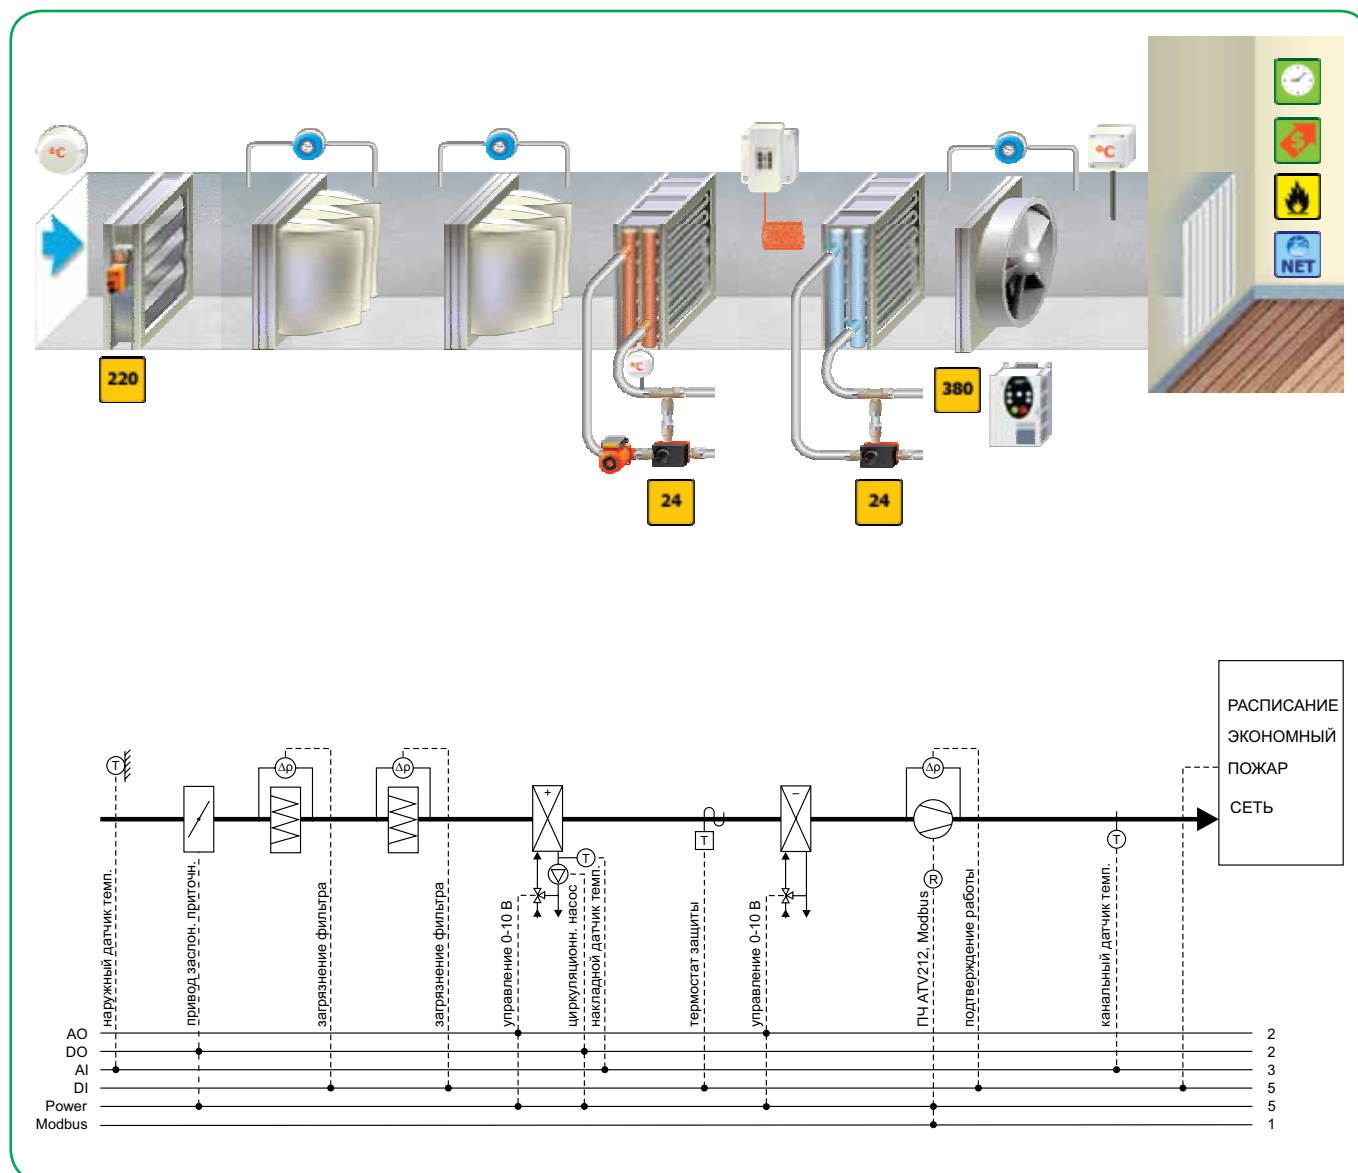 °C
°C
NET
220
°C
380
24
24
РАСПИСАНИЕ
ЭКОНОМНЫЙ
ПОЖАР
СЕТЬ
T
Δρ
Δρ
+
T
T
–
Δρ
R
T
наружный датчик темп.
привод заслон. приточн.
загрязнение фильтра
загрязнение фильтра
управление 0-10 В
циркуляционн. насос
накладной датчик темп.
термостат защиты
управление 0-10 В
ПЧ ATV212, Modbus
подтверждение работы
канальный датчик темп.
AO 2
DO 2
AI 3
DI 5
Power 5
Modbus 1